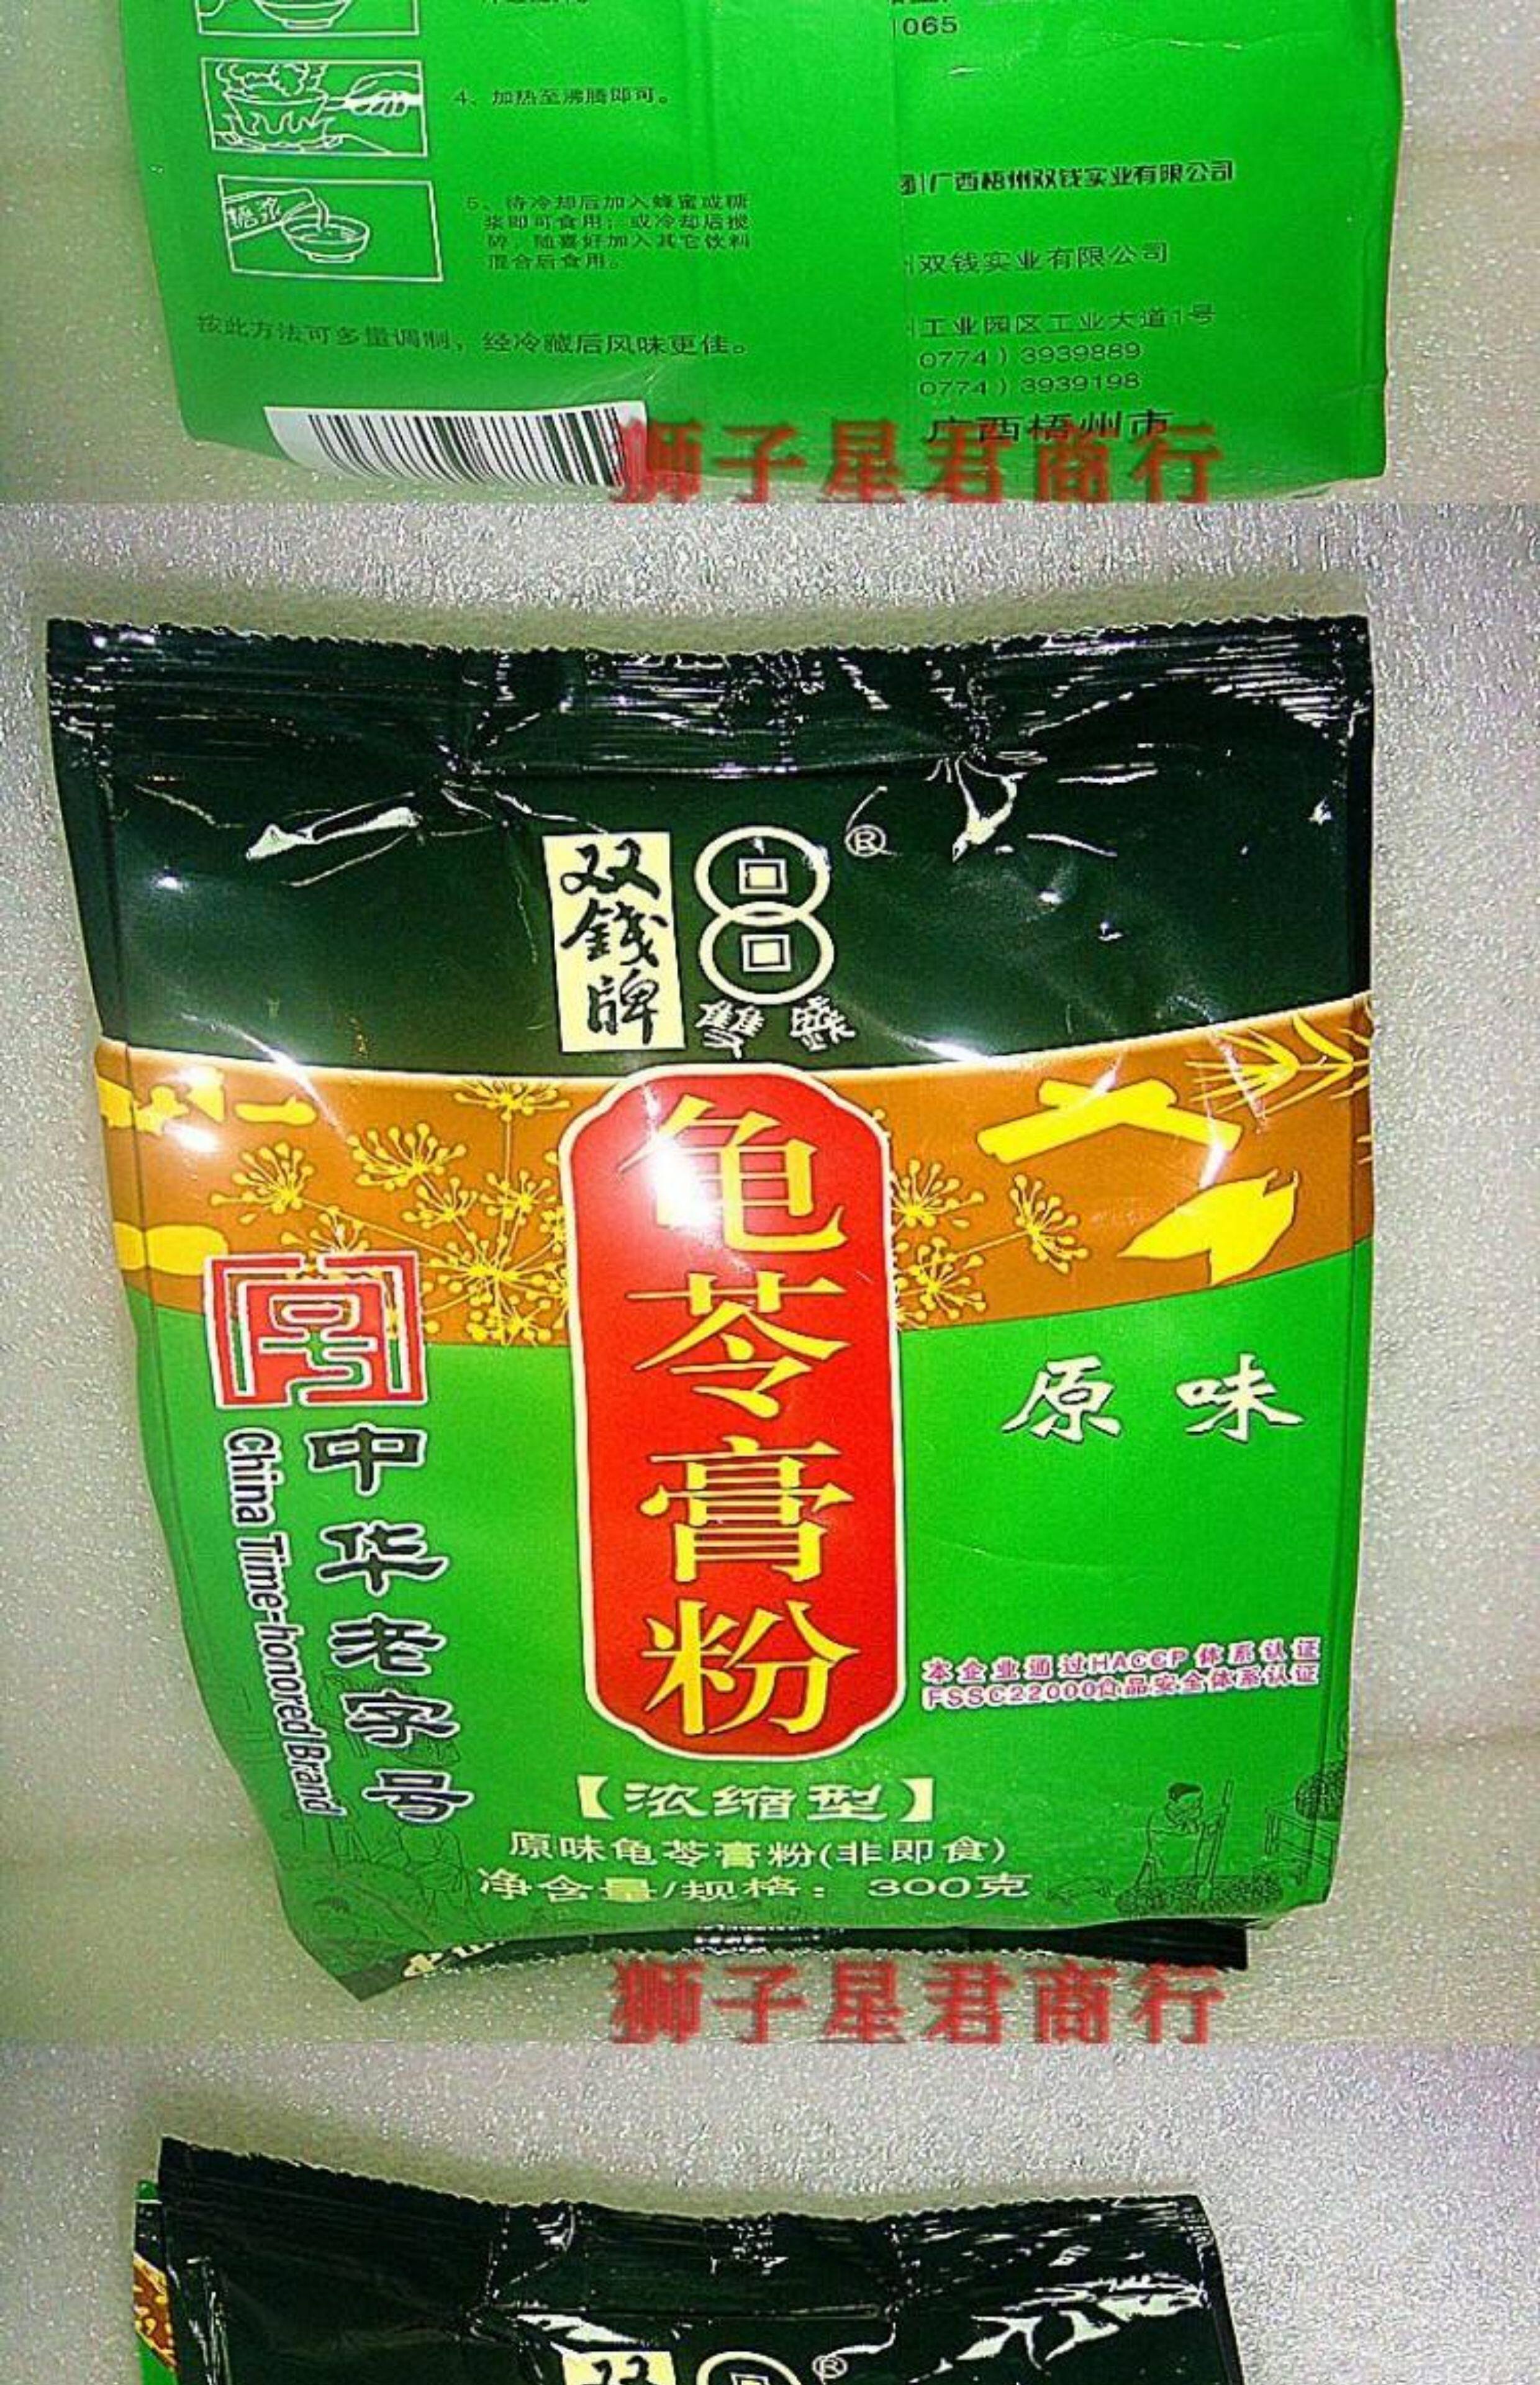 1065
4、加热至沸腾即可。
糖浆
5、待冷却后加入蜂蜜或糖
浆即可食用；或冷却后搅
碎，随喜好加入其它饮料
混合后食用。
按此方法可多量调制，经冷藏后风味更佳。
广西梧州双钱实业有限公司
双钱实业有限公司
工业园区工业大道1号
0774）3939889
0774）3939198
广西梧州市
狮子星君商行
双錢牌
®
龟苓膏粉
原味
中华老字号
China Time-honored Brand
本企业通过HACCP体系认证
FSSC22000食品安全体系认证
【浓缩型】
原味龟苓膏粉(非即食)
净含量/规格：300克
狮子星君商行
®